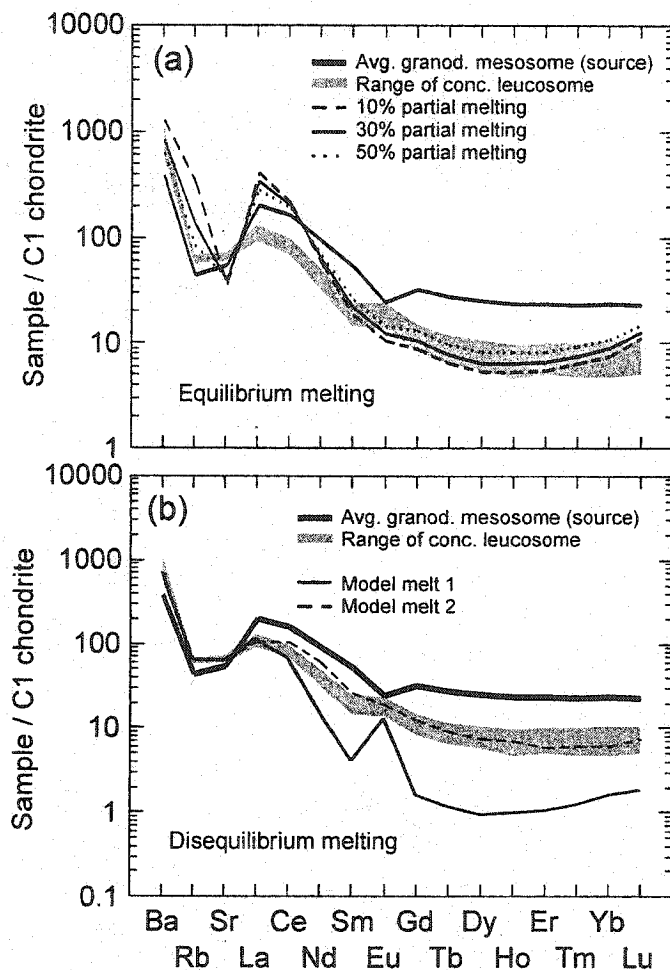 10000
1000
100
10
1
Sample / C1 chondrite
(a)
Avg. granod. mesosome (source)
Range of conc. leucosome
10% partial melting
30% partial melting
50% partial melting
Equilibrium melting
10000
1000
100
10
1
0.1
Sample / C1 chondrite
(b)
Avg. granod. mesosome (source)
Range of conc. leucosome
Model melt 1
Model melt 2
Disequilibrium melting
Ba Sr Ce Sm Gd Dy Er Yb
Rb La Nd Eu Tb Ho Tm Lu